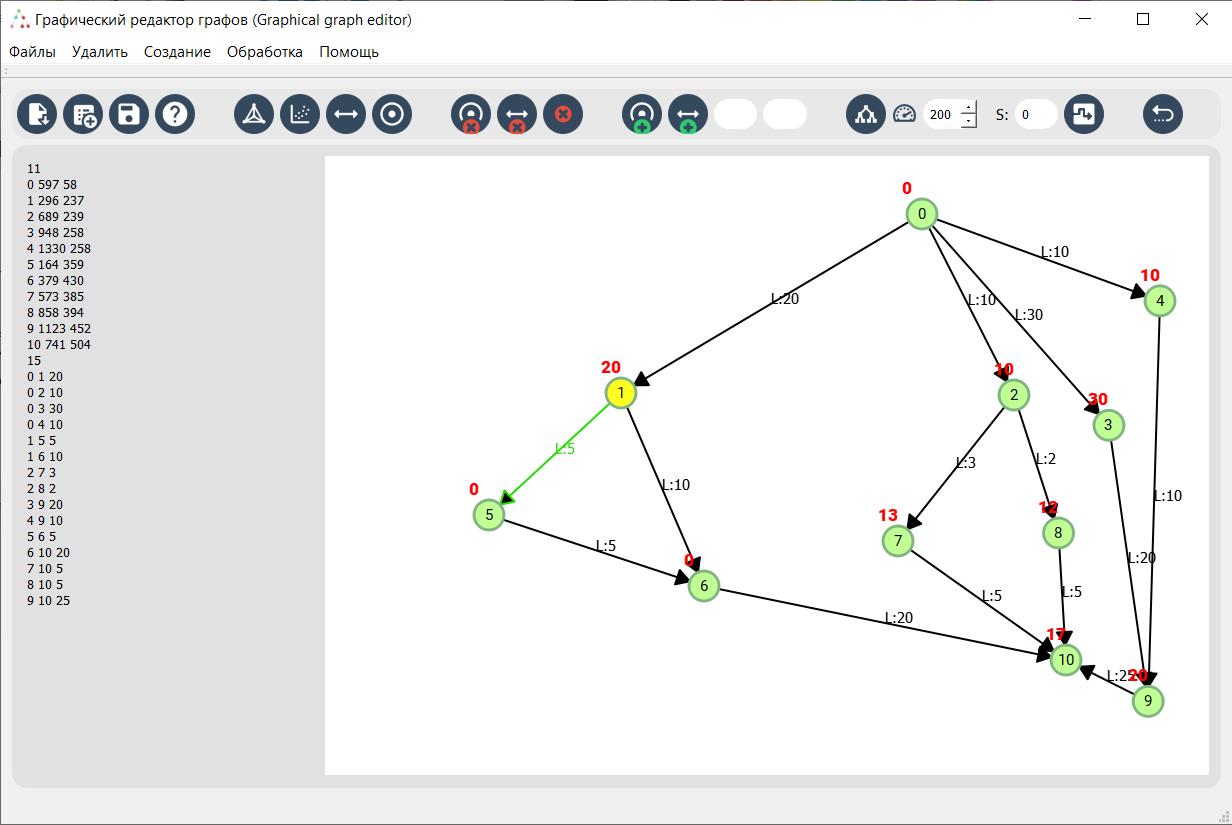 Графический редактор графов (Graphical graph editor)
Файлы Удалить Создание Обработка Помощь
200 S: 0
11
0 597 58
1 296 237
2 689 239
3 948 258
4 1330 258
5 164 359
6 379 430
7 573 385
8 858 394
9 1123 452
10 741 504
15
0 1 20
0 2 10
0 3 30
0 4 10
1 5 5
1 6 10
2 7 3
2 8 2
3 9 20
4 9 10
5 6 5
6 10 20
7 10 5
8 10 5
9 10 25
0
0
L:10
10
4
L:20
L:10
L:30
20
1
10
2
30
3
L:5
L:3
L:2
L:10
L:10
0
5
13
7
12
8
L:5
L:20
0
6
L:5
L:5
L:20
17
10
L:25
20
9